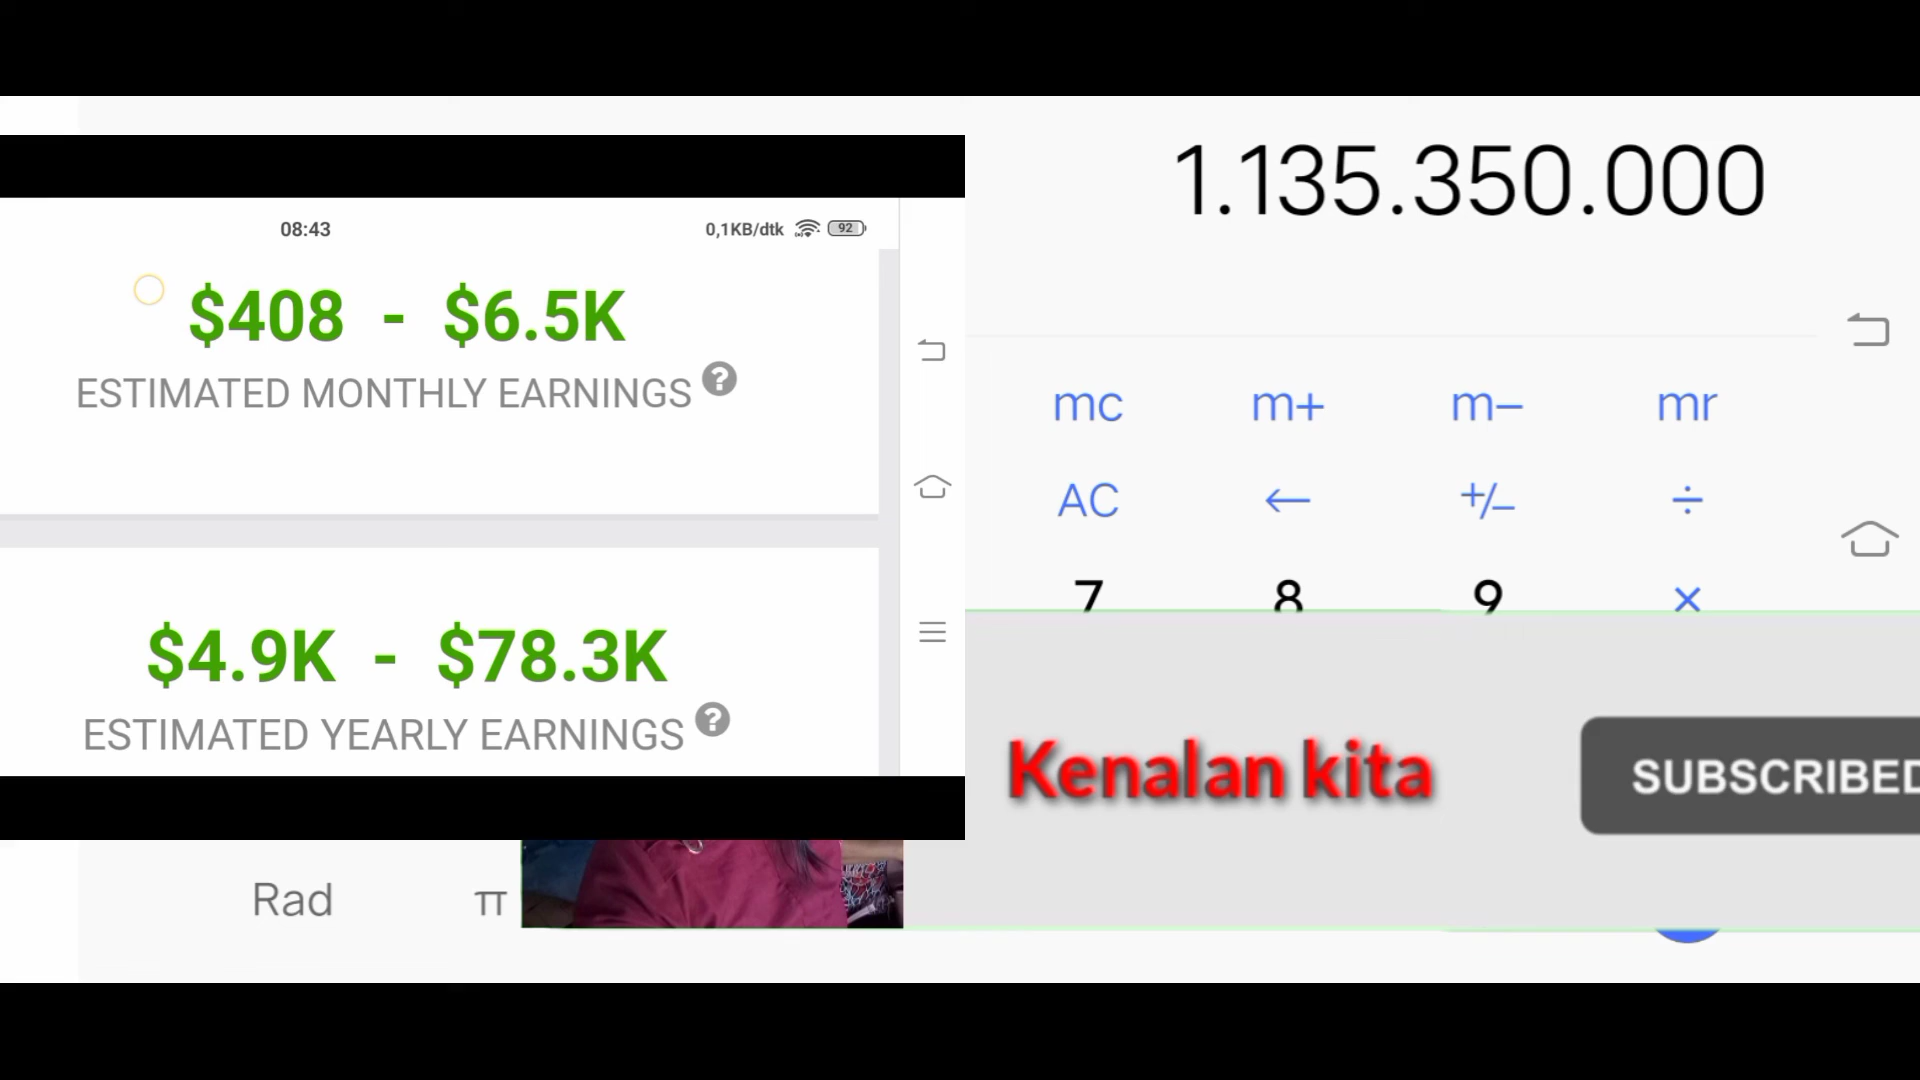 08:43
0,1KB/dtk
92
$408 - $6.5K
ESTIMATED MONTHLY EARNINGS ?
$4.9K - $78.3K
ESTIMATED YEARLY EARNINGS ?
1.135.350.000
mc m+ m– mr
AC ← +/– ÷
7 8 9 ×
Kenalan kita
SUBSCRIBED
Rad π